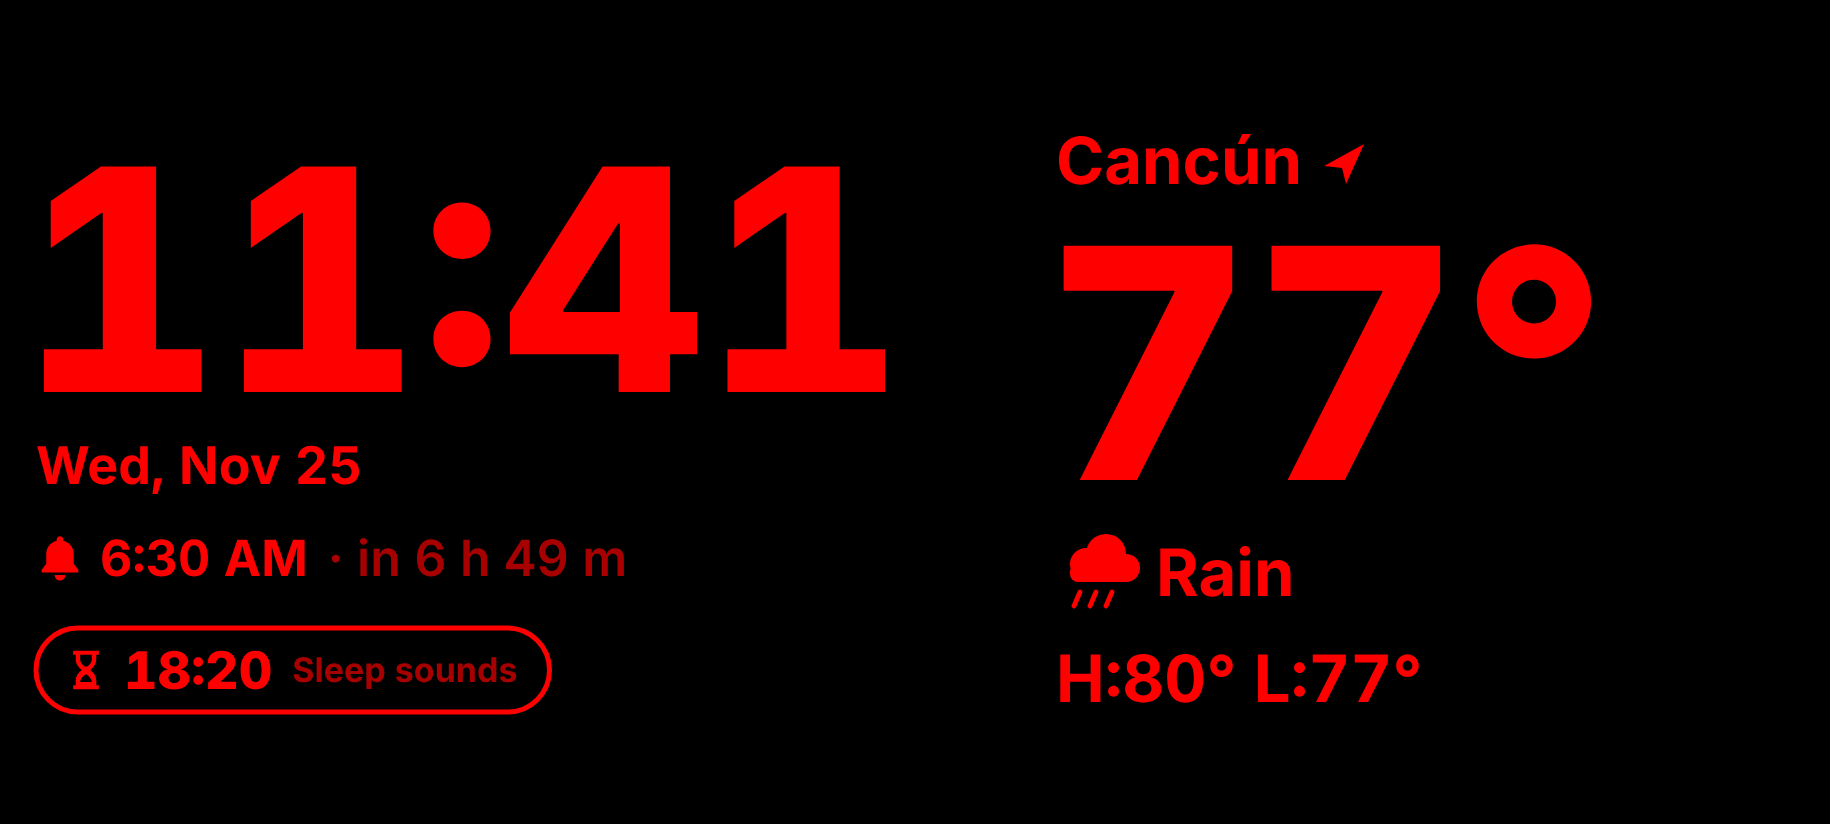 11:41
Wed, Nov 25
6:30 AM · in 6 h 49 m
18:20 Sleep sounds
Cancún
77°
Rain
H:80° L:77°